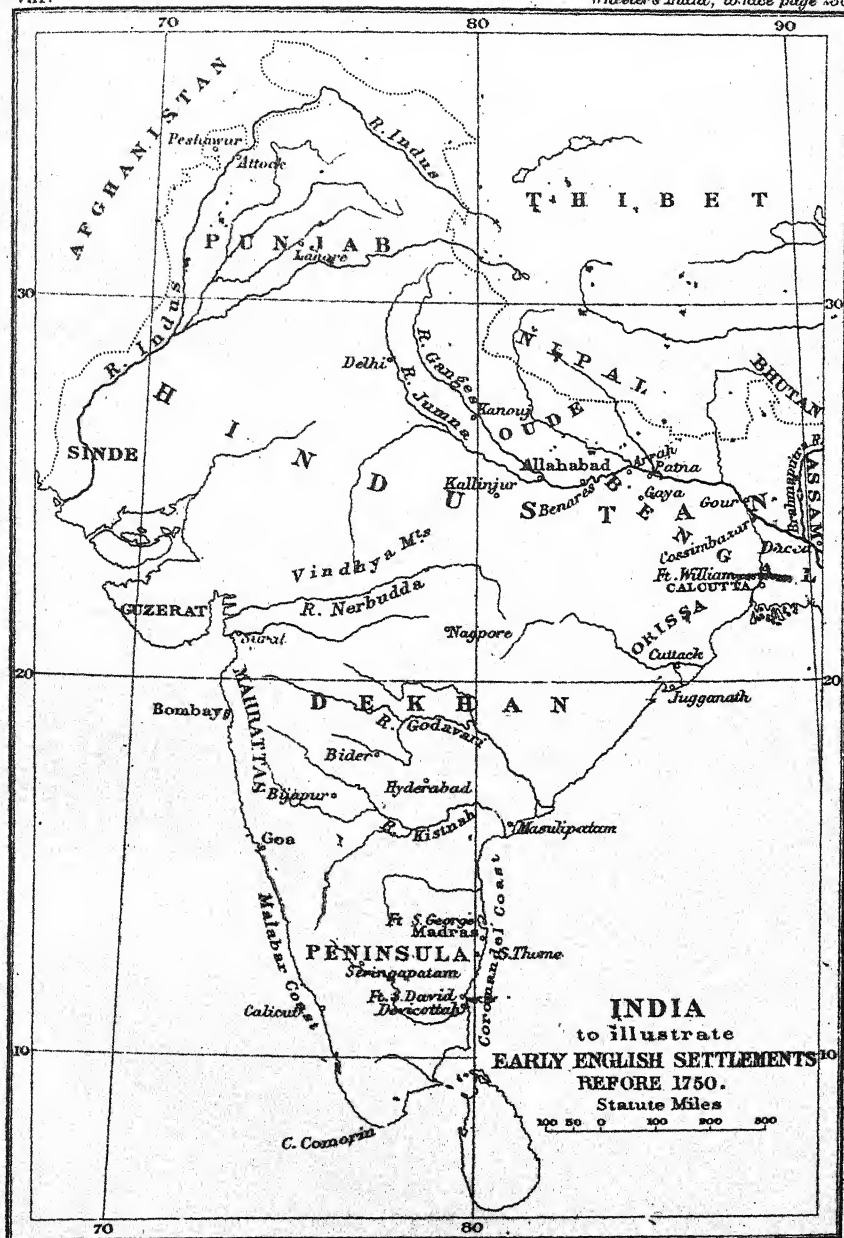 Wheeler's India, to face page
70 80 90
AFGHANISTAN
Peshawur
Attock
R. Indus
THIBET
PUNJAB
Lahore
30 30
R. Indus
Delhi
R. Ganges
R. Jumna
NIPAL
BHUTAN
Kanouj
OUDE
HINDUSTAN
SINDE
Allahabad
Arrah
Patna
Brahmaputra R.
ASSAM
Kallinjur
Benares
Gaya
Gour
BENGAL
Cossimbazar
Dacca
Vindhya Mts
Ft. William
CALCUTTA
GUZERAT
R. Nerbudda
ORISSA
Surat
Nagpore
Cuttack
20 20
MAHRATTAS
DEKHAN
Jugganath
Bombay
R. Godavari
Bider
Hyderabad
Bijapur
R. Kistnah
Masulipatam
Goa
Coromandel Coast
Malabar Coast
Ft S. George
Madras
PENINSULA
S. Thome
Seringapatam
Ft. S. David
Devicottah
Calicut
INDIA
to illustrate
10 10
EARLY ENGLISH SETTLEMENTS
BEFORE 1750.
Statute Miles
100 50 0 100 200 300
C. Comorin
70 80